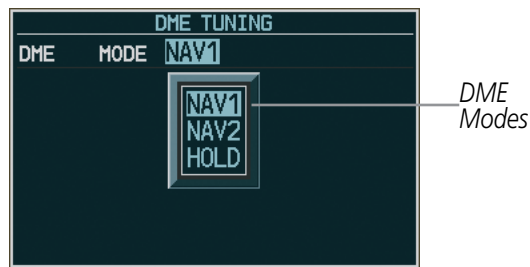 DME TUNING
DME MODE NAV1
NAV1
NAV2
HOLD
DME
Modes